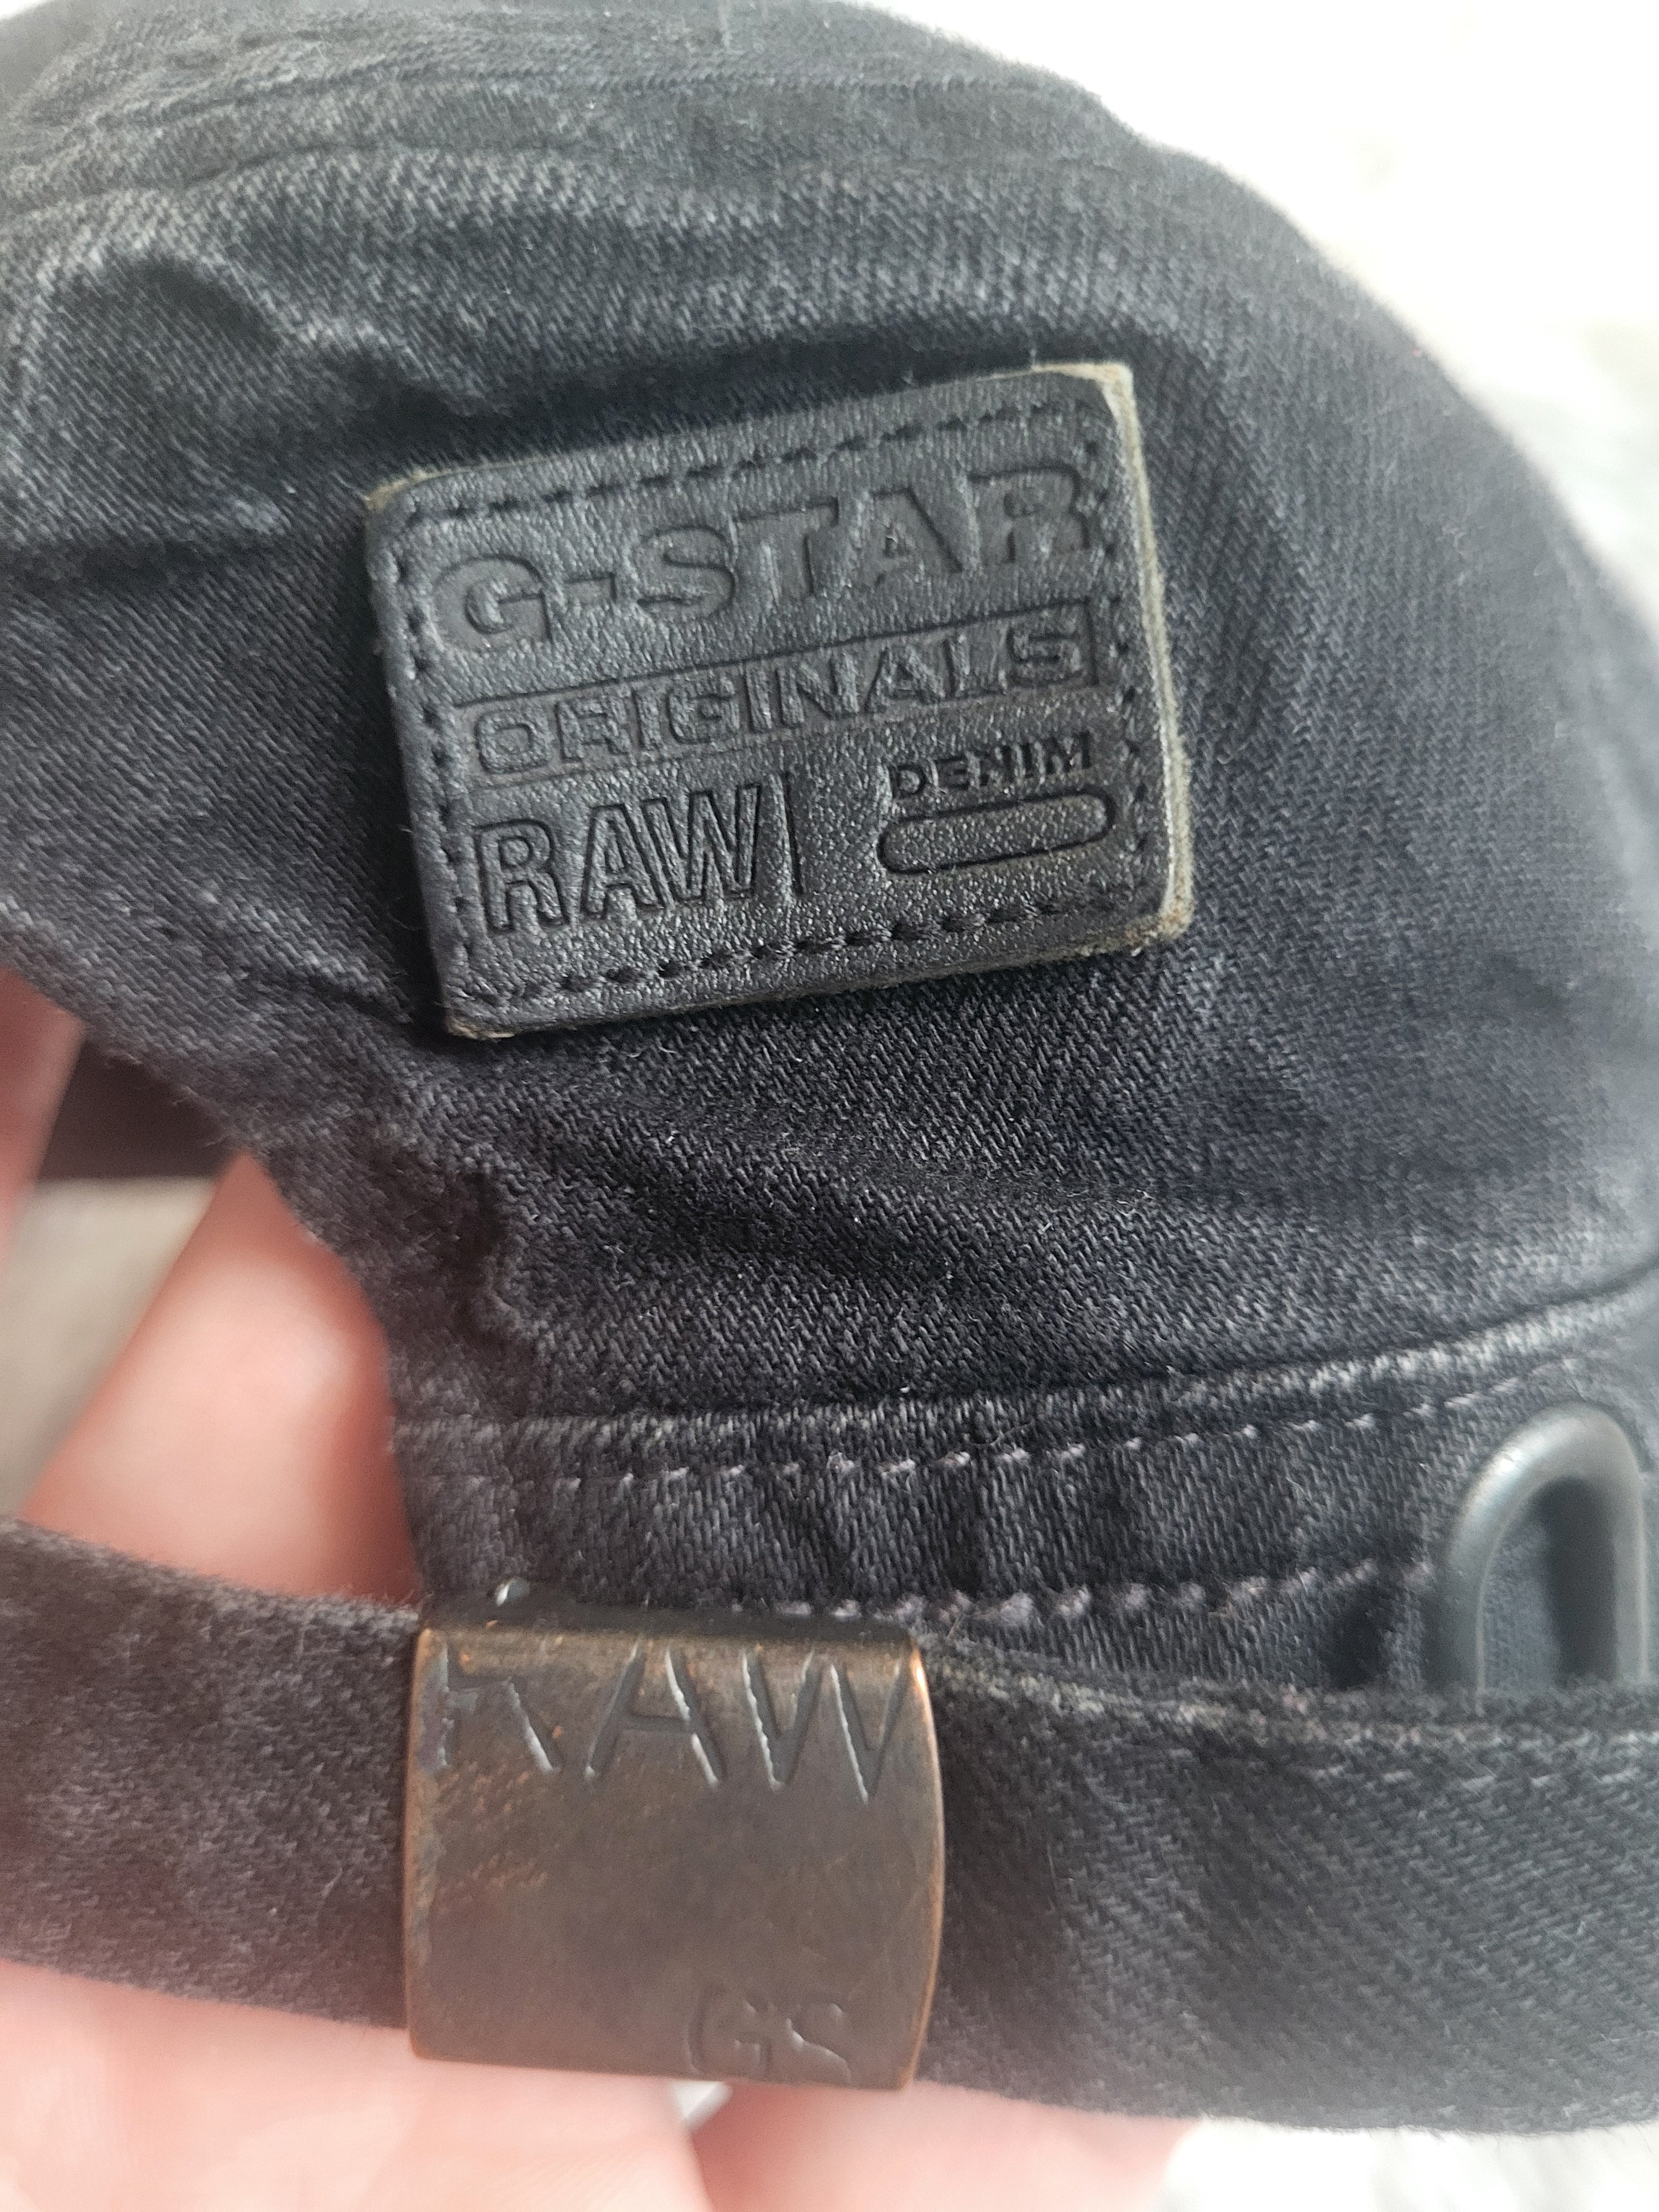 G-STAR
ORIGINALS
RAW DENIM
RAW
GS